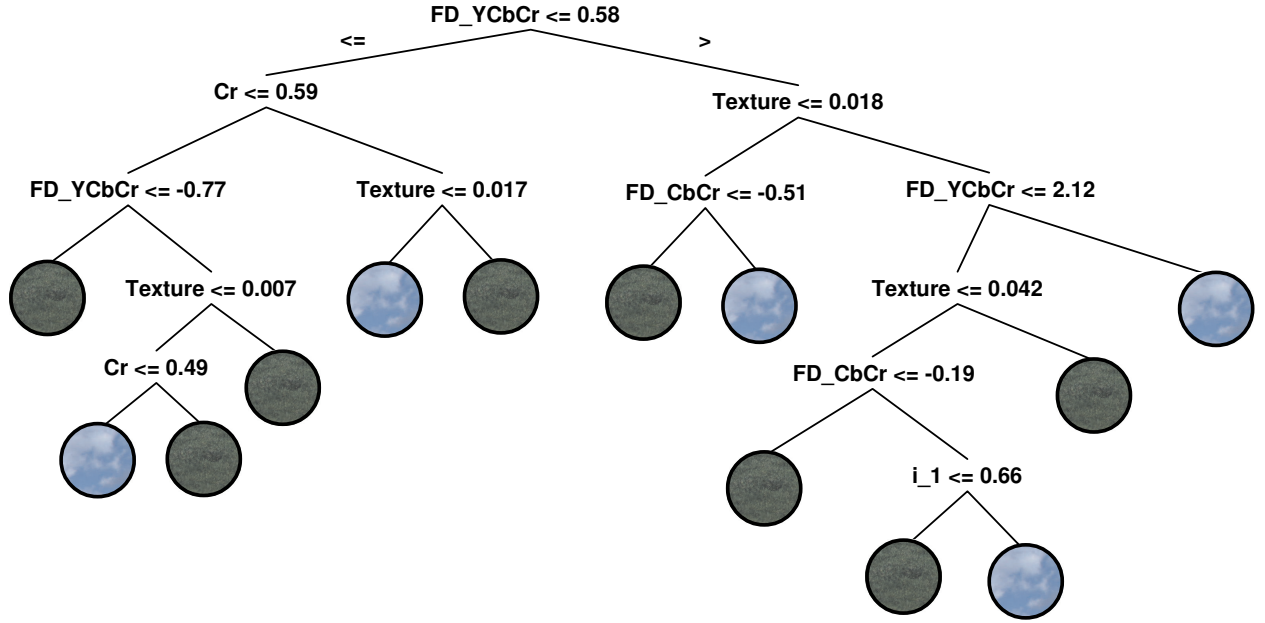 FD_YCbCr <= 0.58
<=
>
Cr <= 0.59
Texture <= 0.018
FD_YCbCr <= -0.77
Texture <= 0.017
FD_CbCr <= -0.51
FD_YCbCr <= 2.12
Texture <= 0.007
Texture <= 0.042
Cr <= 0.49
FD_CbCr <= -0.19
i_1 <= 0.66